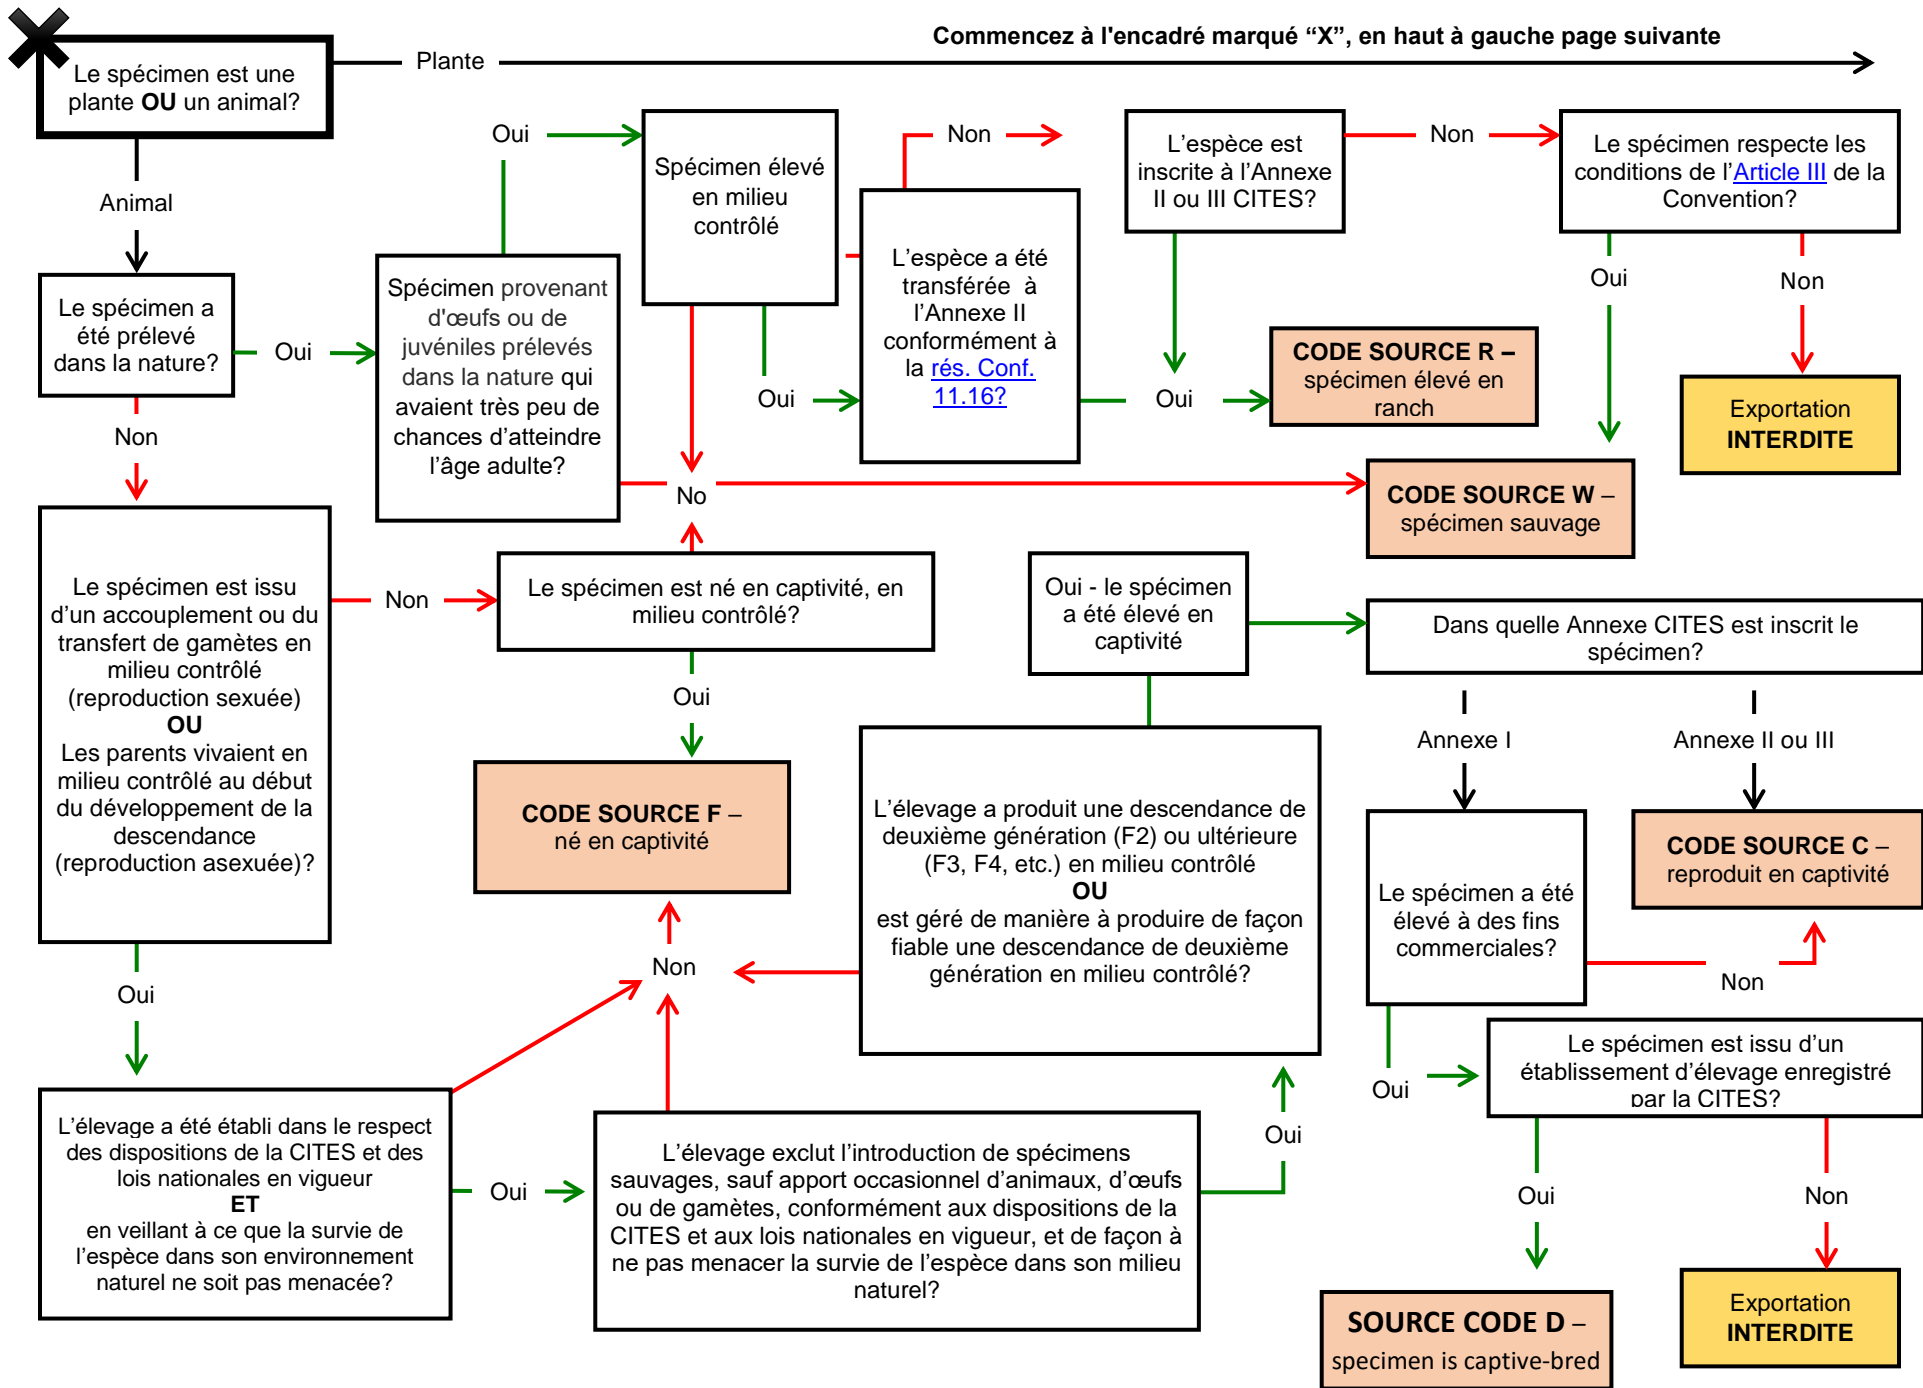 Commencez à l'encadré marqué “X”, en haut à gauche page suivante
Le spécimen est une
plante OU un animal?
Plante
Animal
Oui
Spécimen élevé
en milieu
contrôlé
Non
L’espèce est
inscrite à l’Annexe
II ou III CITES?
Non
Le spécimen respecte les
conditions de l’Article III de la
Convention?
Le spécimen a
été prélevé
dans la nature?
Oui
Non
Spécimen provenant
d'œufs ou de
juvéniles prélevés
dans la nature qui
avaient très peu de
chances d’atteindre
l’âge adulte?
Oui
L’espèce a été
transférée à
l’Annexe II
conformément à
la rés. Conf.
11.16?
Oui
CODE SOURCE R –
spécimen élevé en
ranch
Oui
Non
Exportation
INTERDITE
No
CODE SOURCE W –
spécimen sauvage
Le spécimen est issu
d’un accouplement ou du
transfert de gamètes en
milieu contrôlé
(reproduction sexuée)
OU
Les parents vivaient en
milieu contrôlé au début
du développement de la
descendance
(reproduction asexuée)?
Non
Le spécimen est né en captivité, en
milieu contrôlé?
Oui
CODE SOURCE F –
né en captivité
Oui - le spécimen
a été élevé en
captivité
Dans quelle Annexe CITES est inscrit le
spécimen?
Annexe I
Annexe II ou III
L’élevage a produit une descendance de
deuxième génération (F2) ou ultérieure
(F3, F4, etc.) en milieu contrôlé
OU
est géré de manière à produire de façon
fiable une descendance de deuxième
génération en milieu contrôlé?
Non
Le spécimen a été
élevé à des fins
commerciales?
CODE SOURCE C –
reproduit en captivité
Non
Oui
Oui
L’élevage a été établi dans le respect
des dispositions de la CITES et des
lois nationales en vigueur
ET
en veillant à ce que la survie de
l’espèce dans son environnement
naturel ne soit pas menacée?
Oui
L’élevage exclut l’introduction de spécimens
sauvages, sauf apport occasionnel d’animaux, d’œufs
ou de gamètes, conformément aux dispositions de la
CITES et aux lois nationales en vigueur, et de façon à
ne pas menacer la survie de l’espèce dans son milieu
naturel?
Oui
Le spécimen est issu d’un
établissement d’élevage enregistré
par la CITES?
Oui
Non
SOURCE CODE D –
specimen is captive-bred
Exportation
INTERDITE